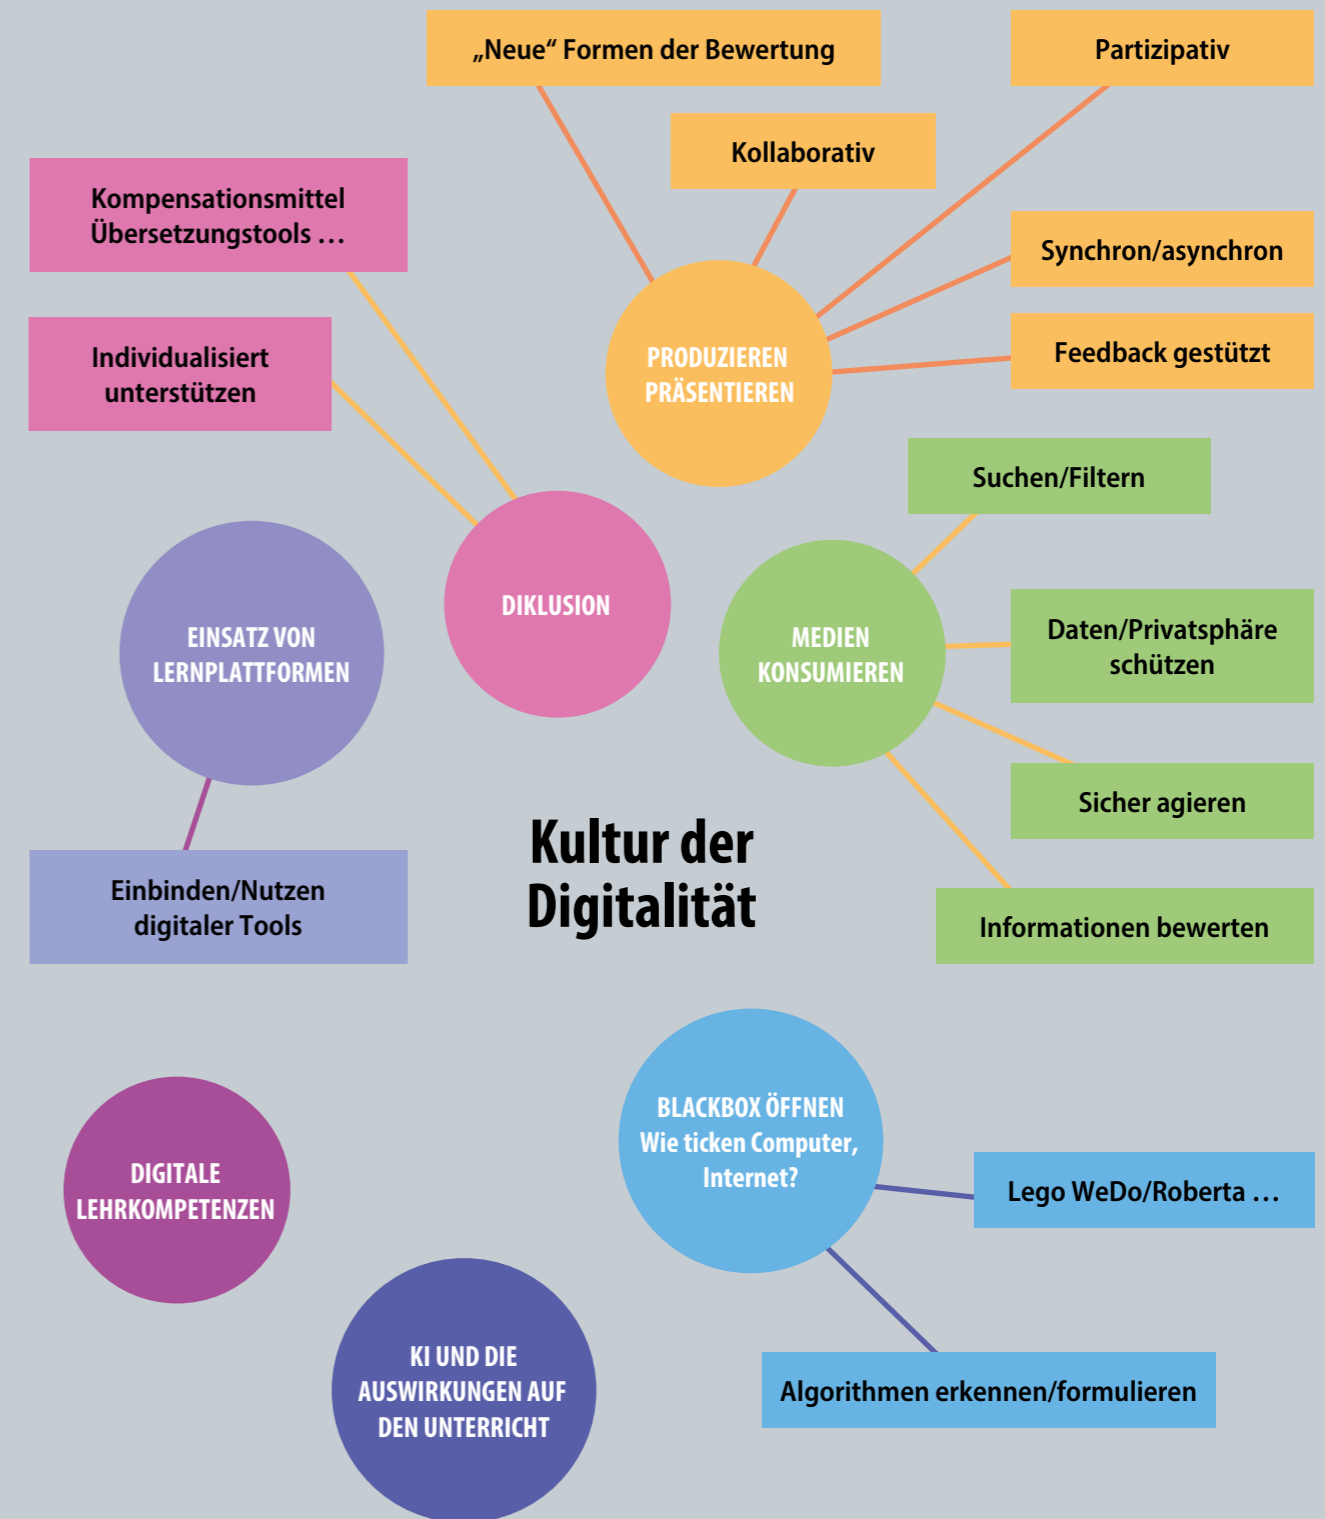 „Neue“ Formen der Bewertung
Partizipativ
Kollaborativ
Kompensationsmittel
Übersetzungstools …
Synchron/asynchron
Individualisiert
unterstützen
PRODUZIEREN
PRÄSENTIEREN
Feedback gestützt
Suchen/Filtern
DIKLUSION
EINSATZ VON
LERNPLATTFORMEN
MEDIEN
KONSUMIEREN
Daten/Privatsphäre
schützen
Sicher agieren
Kultur der
Digitalität
Einbinden/Nutzen
digitaler Tools
Informationen bewerten
BLACKBOX ÖFFNEN
Wie ticken Computer,
Internet?
DIGITALE
LEHRKOMPETENZEN
Lego WeDo/Roberta …
KI UND DIE
AUSWIRKUNGEN AUF
DEN UNTERRICHT
Algorithmen erkennen/formulieren